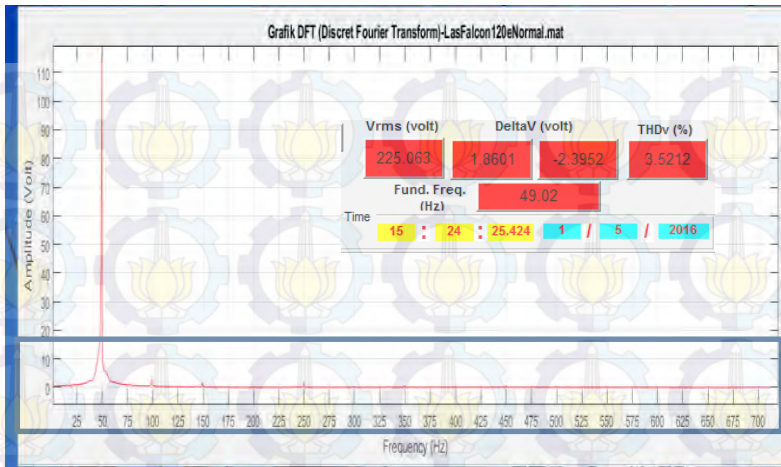 Grafik DFT (Discret Fourier Transform)-LasFalcon120eNormal.mat
Vrms (volt) DeltaV (volt) THDv (%)
225.063 1.8601 -2.3952 3.5212
Fund. Freq. (Hz) 49.02
Time
15 : 24 : 25.424 1 / 5 / 2016
Amplitude (Volt)
110
100
90
80
70
60
50
40
30
20
10
0
25 50 75 100 125 150 175 200 225 250 275 300 325 350 375 400 425 450 475 500 525 550 575 600 625 650 675 700
Frequency (Hz)